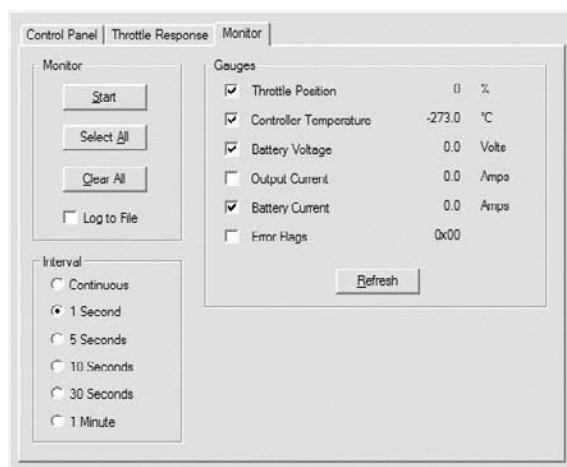 Control Panel Throttle Response Monitor
Monitor
Start
Select All
Clear All
Log to File
Interval
Continuous
1 Second
5 Seconds
10 Seconds
30 Seconds
1 Minute
Gauges
Throttle Position 0 %
Controller Temperature -273.0 °C
Battery Voltage 0.0 Volts
Output Current 0.0 Amps
Battery Current 0.0 Amps
Error Flags 0x00
Refresh